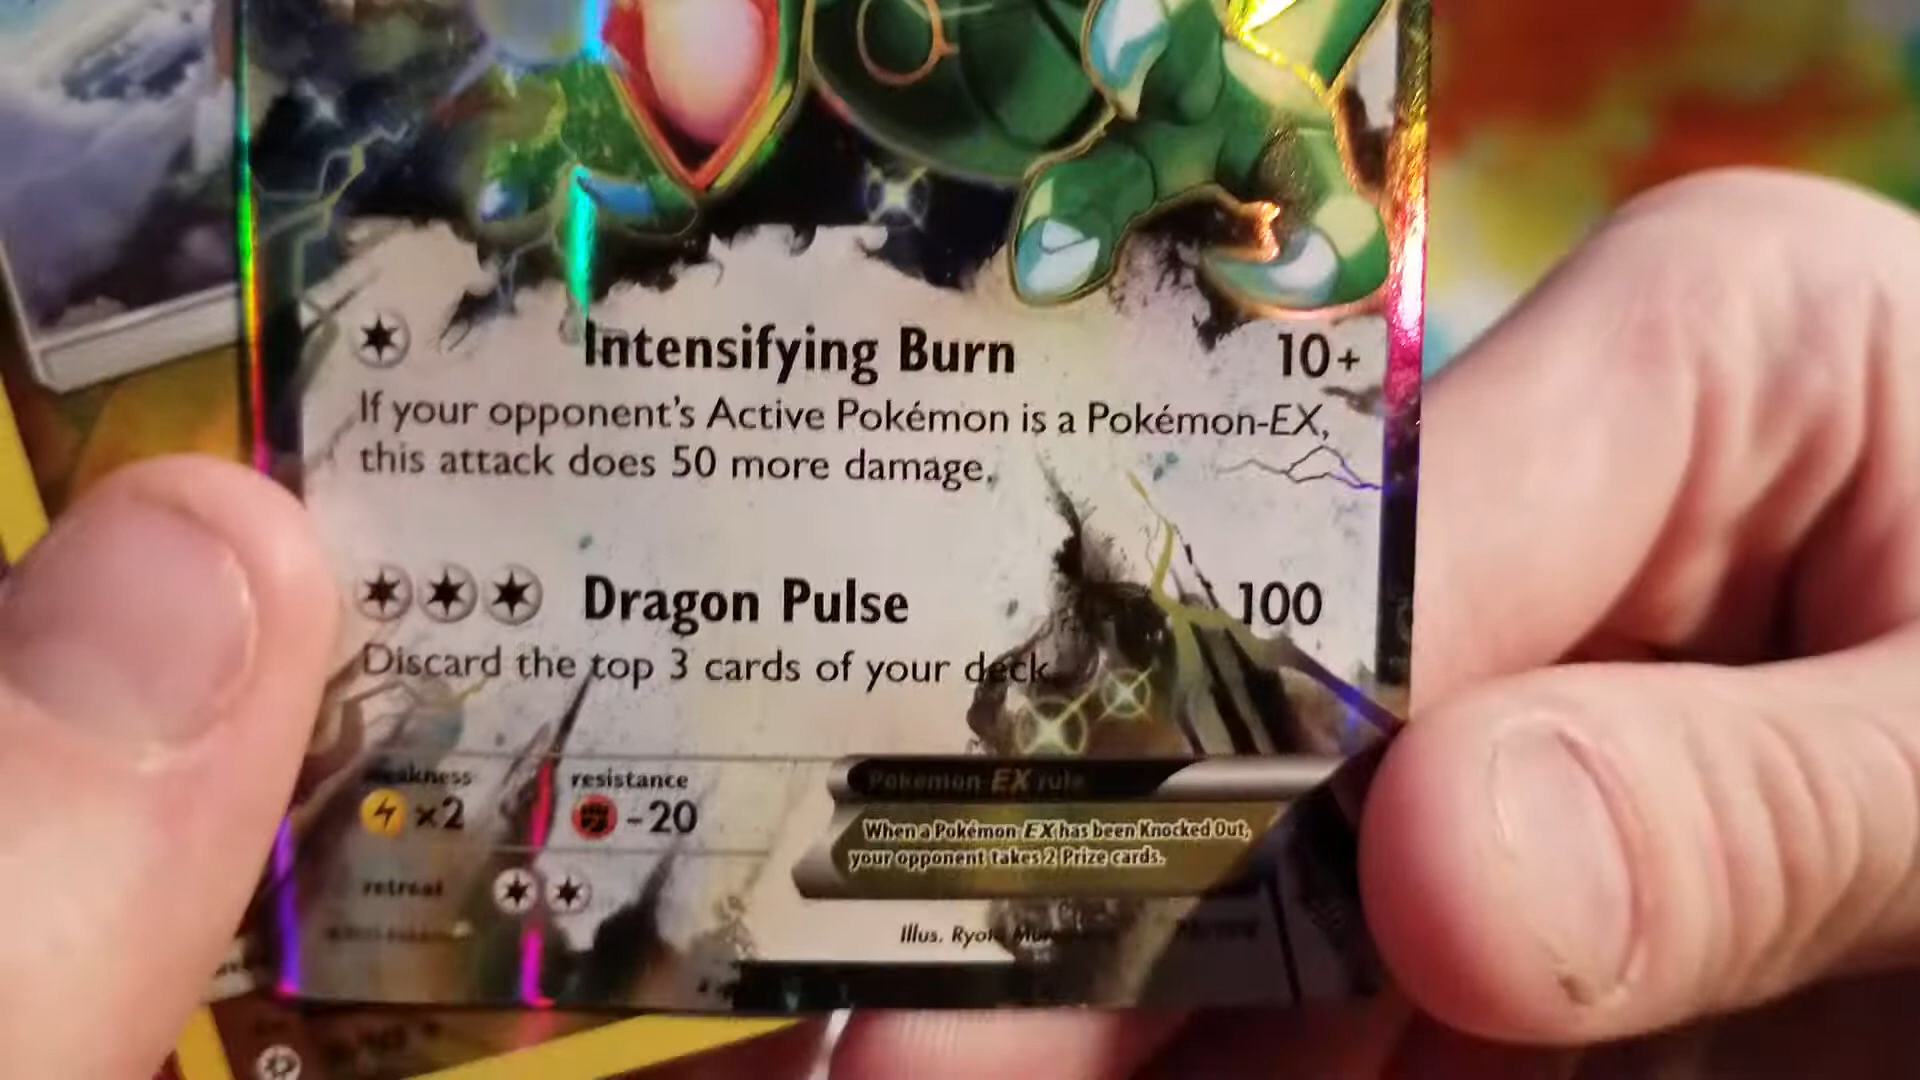 Intensifying Burn 10+
If your opponent's Active Pokémon is a Pokémon-EX,
this attack does 50 more damage.
Dragon Pulse 100
Discard the top 3 cards of your deck.
weakness resistance
×2 -20
Pokémon-EX rule
When a Pokémon-EX has been Knocked Out,
your opponent takes 2 Prize cards.
retreat
Illus. Ryota